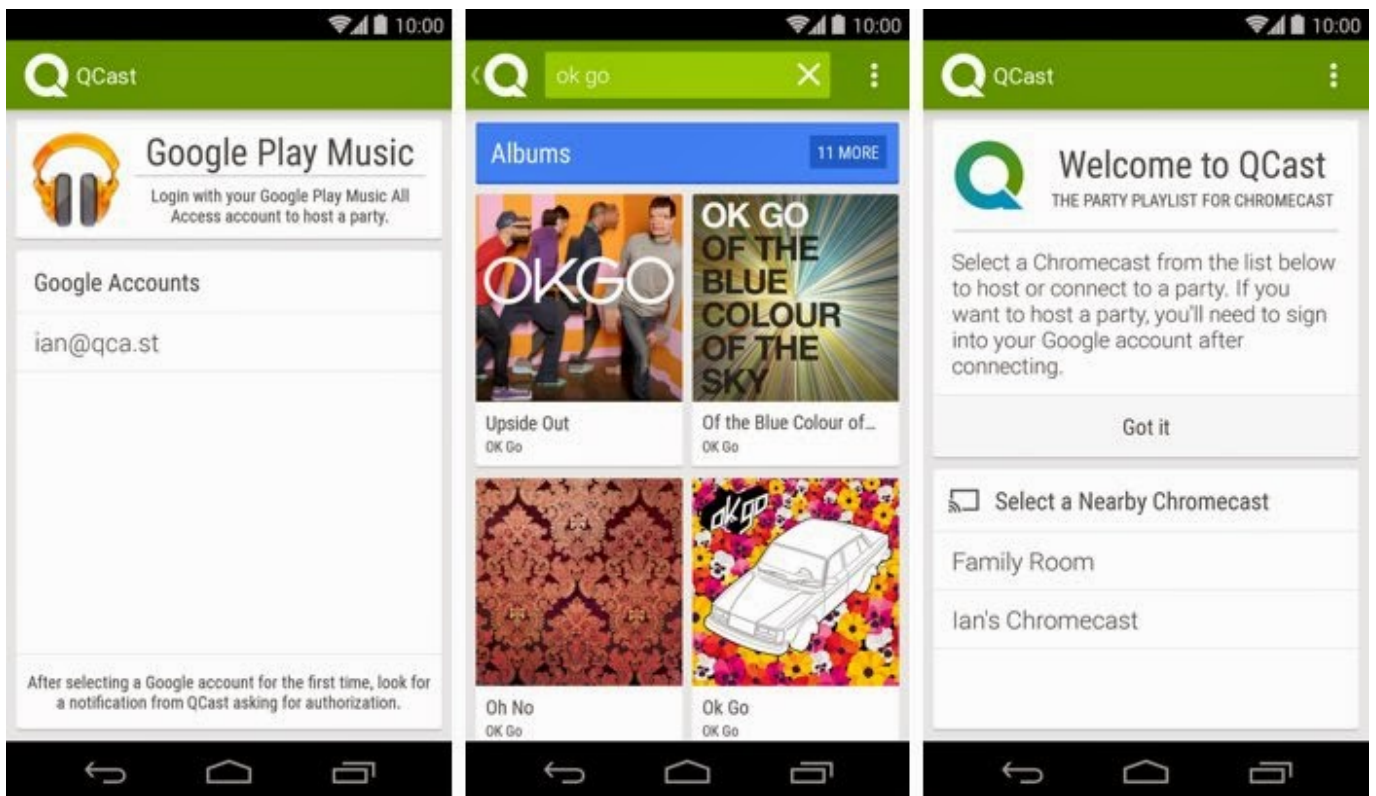 10:00
QCast
Google Play Music
Login with your Google Play Music All
Access account to host a party.
Google Accounts
ian@qca.st
After selecting a Google account for the first time, look for
a notification from QCast asking for authorization.
10:00
ok go
Albums
11 MORE
OKGO
Upside Out
OK Go
OK GO
OF THE
BLUE
COLOUR
OF THE
SKY
Of the Blue Colour of...
OK Go
Oh No
OK Go
okgo
Ok Go
OK Go
10:00
QCast
Welcome to QCast
THE PARTY PLAYLIST FOR CHROMECAST
Select a Chromecast from the list below
to host or connect to a party. If you
want to host a party, you'll need to sign
into your Google account after
connecting.
Got it
Select a Nearby Chromecast
Family Room
Ian's Chromecast